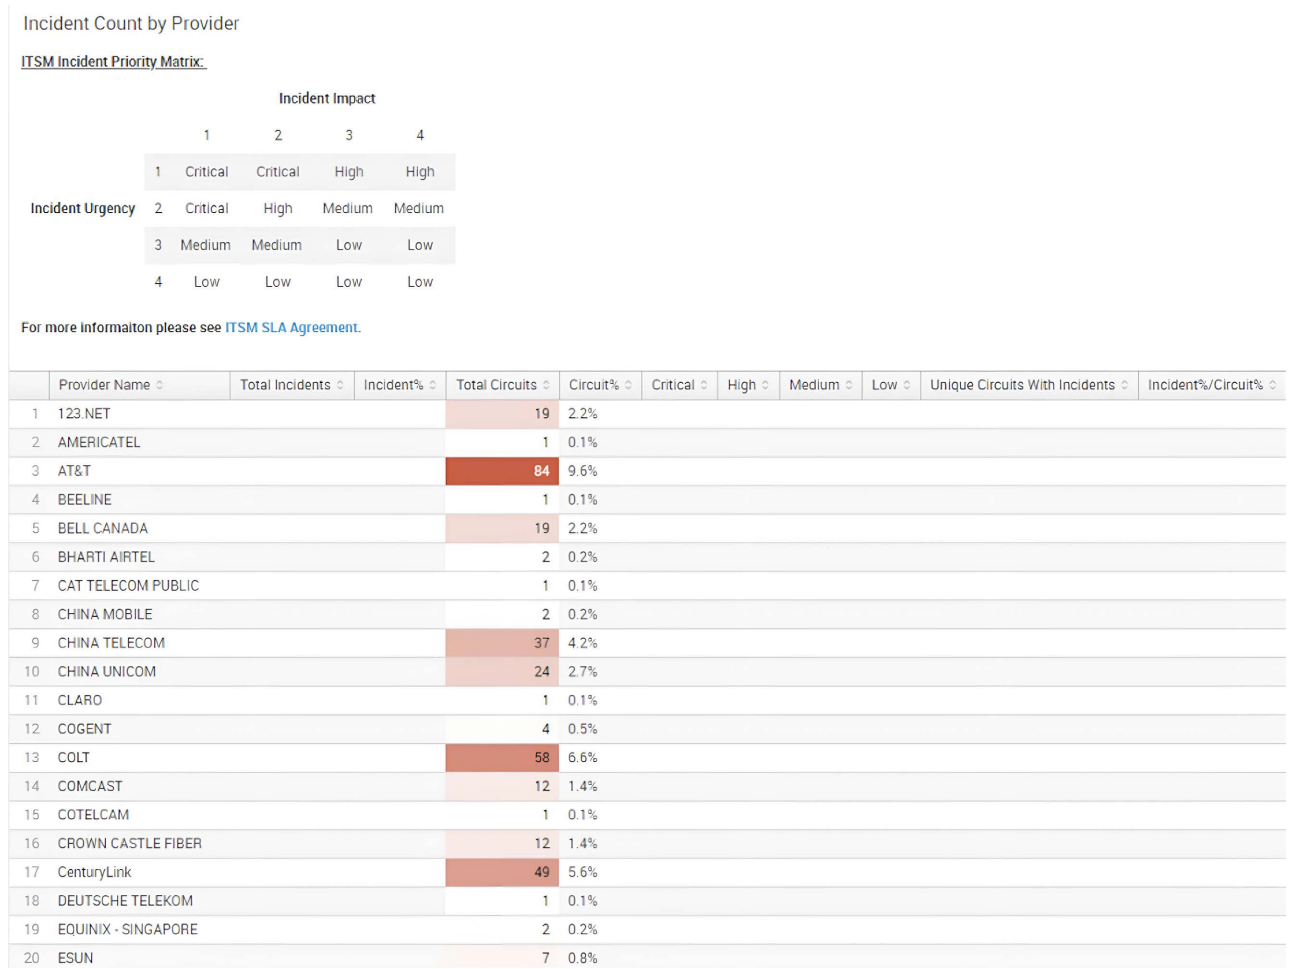 Incident Count by Provider
ITSM Incident Priority Matrix:
Incident Impact
1 2 3 4
1 Critical Critical High High
Incident Urgency 2 Critical High Medium Medium
3 Medium Medium Low Low
4 Low Low Low Low
For more informaiton please see ITSM SLA Agreement.
Provider Name Total Incidents Incident% Total Circuits Circuit% Critical High Medium Low Unique Circuits With Incidents Incident%/Circuit%
1 123.NET 19 2.2%
2 AMERICATEL 1 0.1%
3 AT&T 84 9.6%
4 BEELINE 1 0.1%
5 BELL CANADA 19 2.2%
6 BHARTI AIRTEL 2 0.2%
7 CAT TELECOM PUBLIC 1 0.1%
8 CHINA MOBILE 2 0.2%
9 CHINA TELECOM 37 4.2%
10 CHINA UNICOM 24 2.7%
11 CLARO 1 0.1%
12 COGENT 4 0.5%
13 COLT 58 6.6%
14 COMCAST 12 1.4%
15 COTELCAM 1 0.1%
16 CROWN CASTLE FIBER 12 1.4%
17 CenturyLink 49 5.6%
18 DEUTSCHE TELEKOM 1 0.1%
19 EQUINIX - SINGAPORE 2 0.2%
20 ESUN 7 0.8%